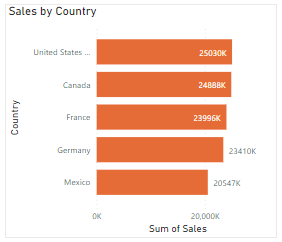 Sales by Country
United States ...
25030K
Canada
24888K
France
23996K
Germany
23410K
Mexico
20547K
Country
0K
20,000K
Sum of Sales